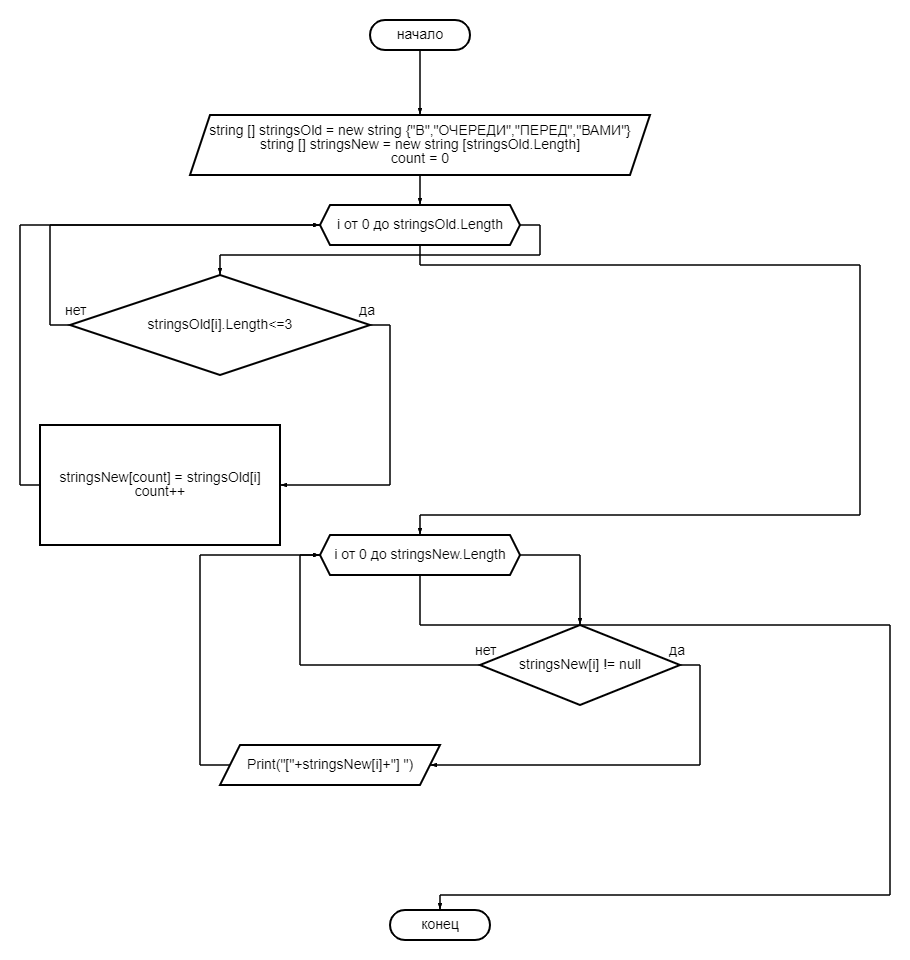 начало
string [] stringsOld = new string {"В","ОЧЕРЕДИ","ПЕРЕД","ВАМИ"}
string [] stringsNew = new string [stringsOld.Length]
count = 0
i от 0 до stringsOld.Length
нет
да
stringsOld[i].Length<=3
stringsNew[count] = stringsOld[i]
count++
i от 0 до stringsNew.Length
нет
да
stringsNew[i] != null
Print("["+stringsNew[i]+"] ")
конец